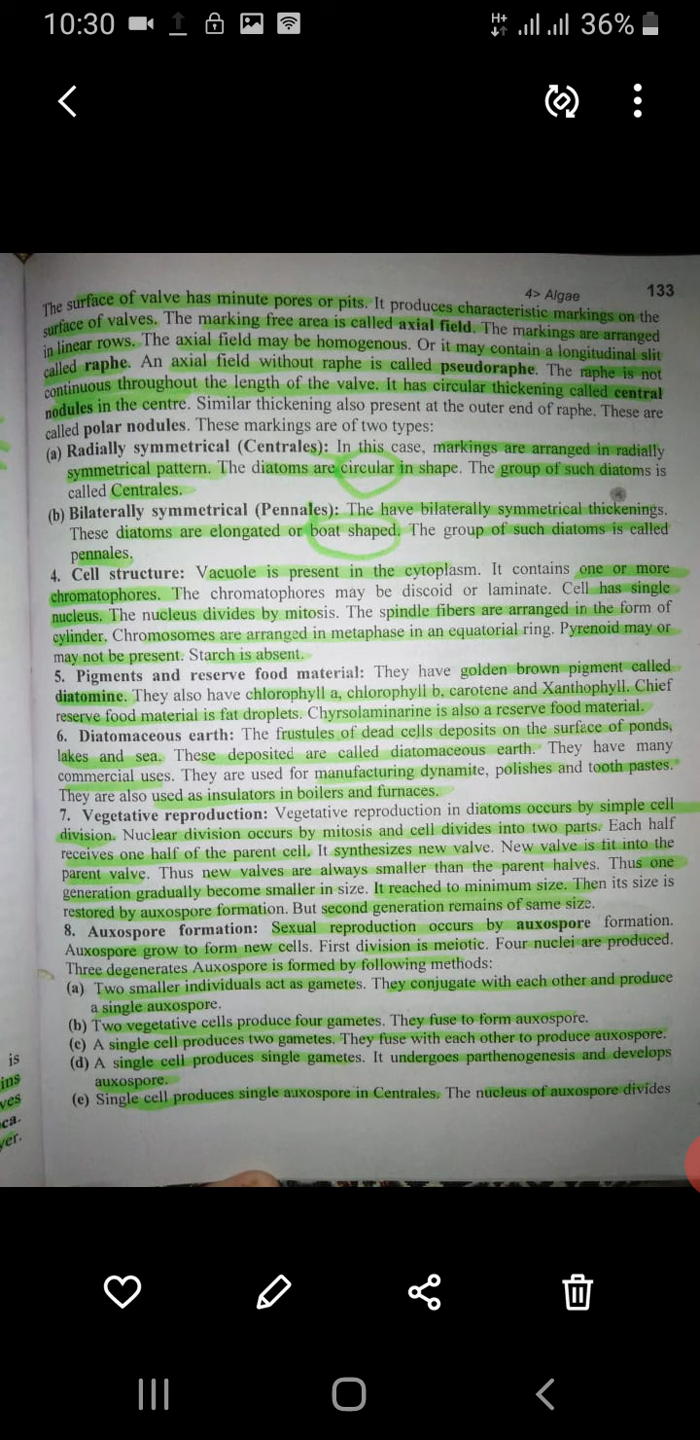 10:30
H+
36%
4> Algae 133
The surface of valve has minute pores or pits. It produces characteristic markings on the
surface of valves. The marking free area is called axial field. The markings are arranged
in linear rows. The axial field may be homogenous. Or it may contain a longitudinal slit
called raphe. An axial field without raphe is called pseudoraphe. The raphe is not
continuous throughout the length of the valve. It has circular thickening called central
nodules in the centre. Similar thickening also present at the outer end of raphe. These are
called polar nodules. These markings are of two types:
(a) Radially symmetrical (Centrales): In this case, markings are arranged in radially
symmetrical pattern. The diatoms are circular in shape. The group of such diatoms is
called Centrales.
(b) Bilaterally symmetrical (Pennales): The have bilaterally symmetrical thickenings.
These diatoms are elongated or boat shaped. The group of such diatoms is called
pennales.
4. Cell structure: Vacuole is present in the cytoplasm. It contains one or more
chromatophores. The chromatophores may be discoid or laminate. Cell has single
nucleus. The nucleus divides by mitosis. The spindle fibers are arranged in the form of
cylinder. Chromosomes are arranged in metaphase in an equatorial ring. Pyrenoid may or
may not be present. Starch is absent.
5. Pigments and reserve food material: They have golden brown pigment called
diatomine. They also have chlorophyll a, chlorophyll b, carotene and Xanthophyll. Chief
reserve food material is fat droplets. Chyrsolaminarine is also a reserve food material.
6. Diatomaceous earth: The frustules of dead cells deposits on the surface of ponds,
lakes and sea. These deposited are called diatomaceous earth. They have many
commercial uses. They are used for manufacturing dynamite, polishes and tooth pastes.
They are also used as insulators in boilers and furnaces.
7. Vegetative reproduction: Vegetative reproduction in diatoms occurs by simple cell
division. Nuclear division occurs by mitosis and cell divides into two parts. Each half
receives one half of the parent cell. It synthesizes new valve. New valve is fit into the
parent valve. Thus new valves are always smaller than the parent halves. Thus one
generation gradually become smaller in size. It reached to minimum size. Then its size is
restored by auxospore formation. But second generation remains of same size.
8. Auxospore formation: Sexual reproduction occurs by auxospore formation.
Auxospore grow to form new cells. First division is meiotic. Four nuclei are produced.
Three degenerates Auxospore is formed by following methods:
(a) Two smaller individuals act as gametes. They conjugate with each other and produce
a single auxospore.
(b) Two vegetative cells produce four gametes. They fuse to form auxospore.
(c) A single cell produces two gametes. They fuse with each other to produce auxospore.
(d) A single cell produces single gametes. It undergoes parthenogenesis and develops
auxospore.
(e) Single cell produces single auxospore in Centrales. The nucleus of auxospore divides
is
ins
ves
ca.
yer.